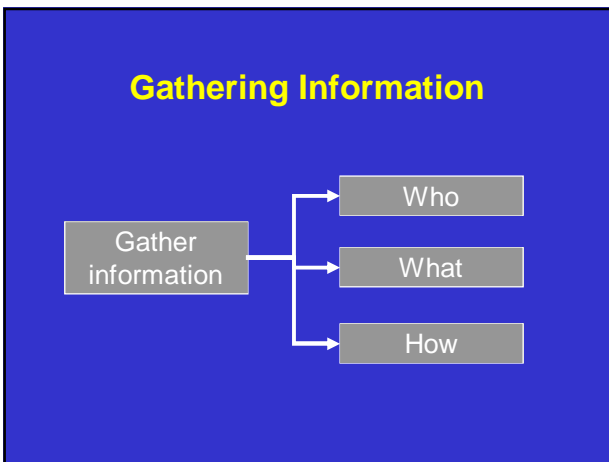 Gathering Information
Gather
information
Who
What
How